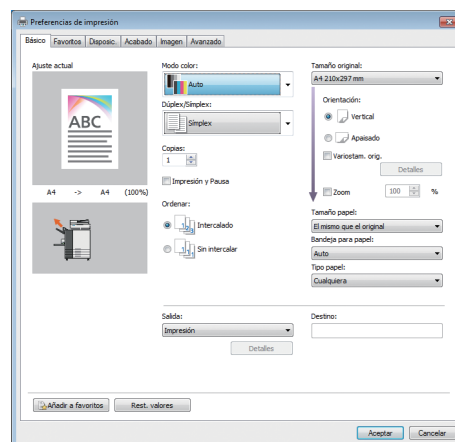 Preferencias de impresión
Básico Favoritos Disposic. Acabado Imagen Avanzado
Ajuste actual
ABC
A4 -> A4 (100%)
Modo color:
Auto
Dúplex/Símplex:
Símplex
Copias:
1
Impresión y Pausa
Ordenar:
Intercalado
Sin intercalar
Tamaño original:
A4 210x297 mm
Orientación:
Vertical
Apaisado
Variostam. orig.
Detalles
Zoom 100 %
Tamaño papel:
El mismo que el original
Bandeja para papel:
Auto
Tipo papel:
Cualquiera
Salida:
Impresión
Detalles
Destino:
Añadir a favoritos Rest. valores
Aceptar Cancelar